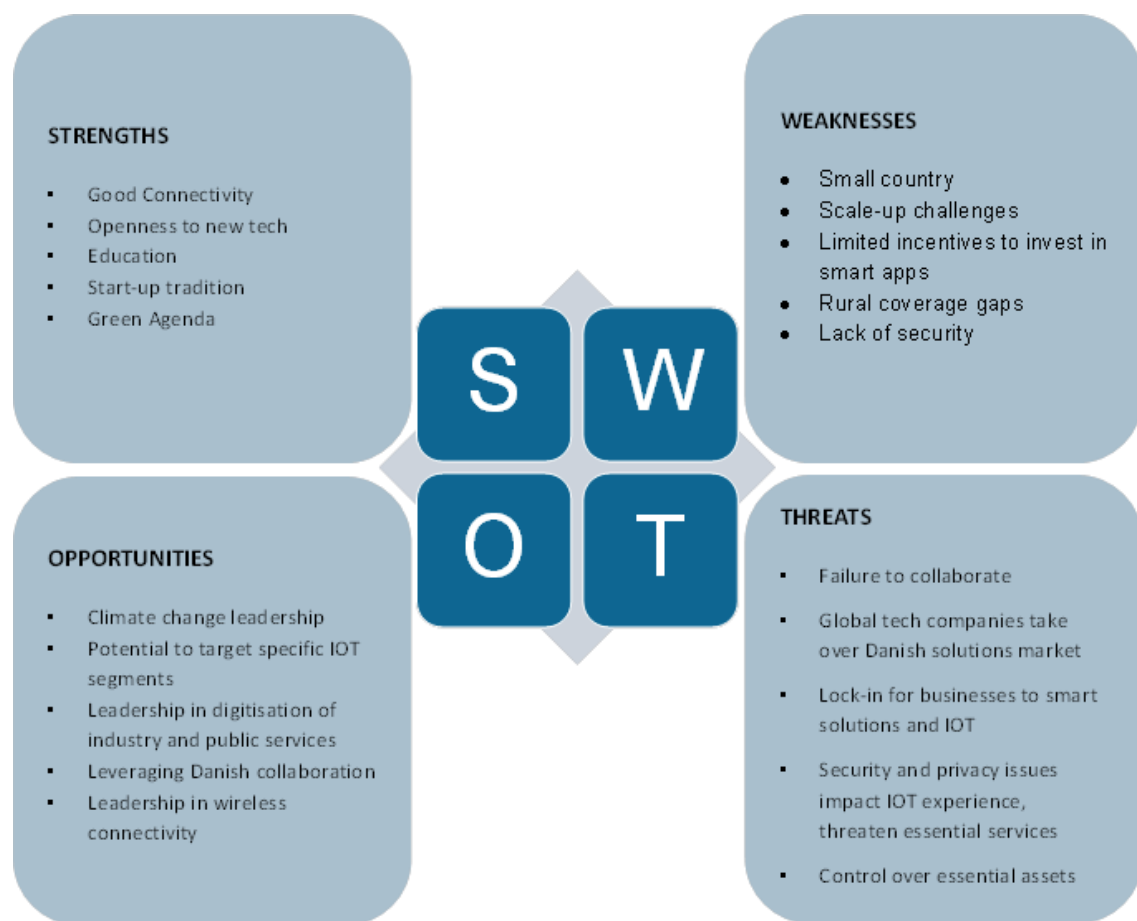 STRENGTHS
▪ Good Connectivity
▪ Openness to new tech
▪ Education
▪ Start-up tradition
▪ Green Agenda
WEAKNESSES
● Small country
● Scale-up challenges
● Limited incentives to invest in
smart apps
● Rural coverage gaps
● Lack of security
S
W
O
T
OPPORTUNITIES
▪ Climate change leadership
▪ Potential to target specific IOT
segments
▪ Leadership in digitisation of
industry and public services
▪ Leveraging Danish collaboration
▪ Leadership in wireless
connectivity
THREATS
▪ Failure to collaborate
▪ Global tech companies take
over Danish solutions market
▪ Lock-in for businesses to smart
solutions and IOT
▪ Security and privacy issues
impact IOT experience,
threaten essential services
▪ Control over essential assets